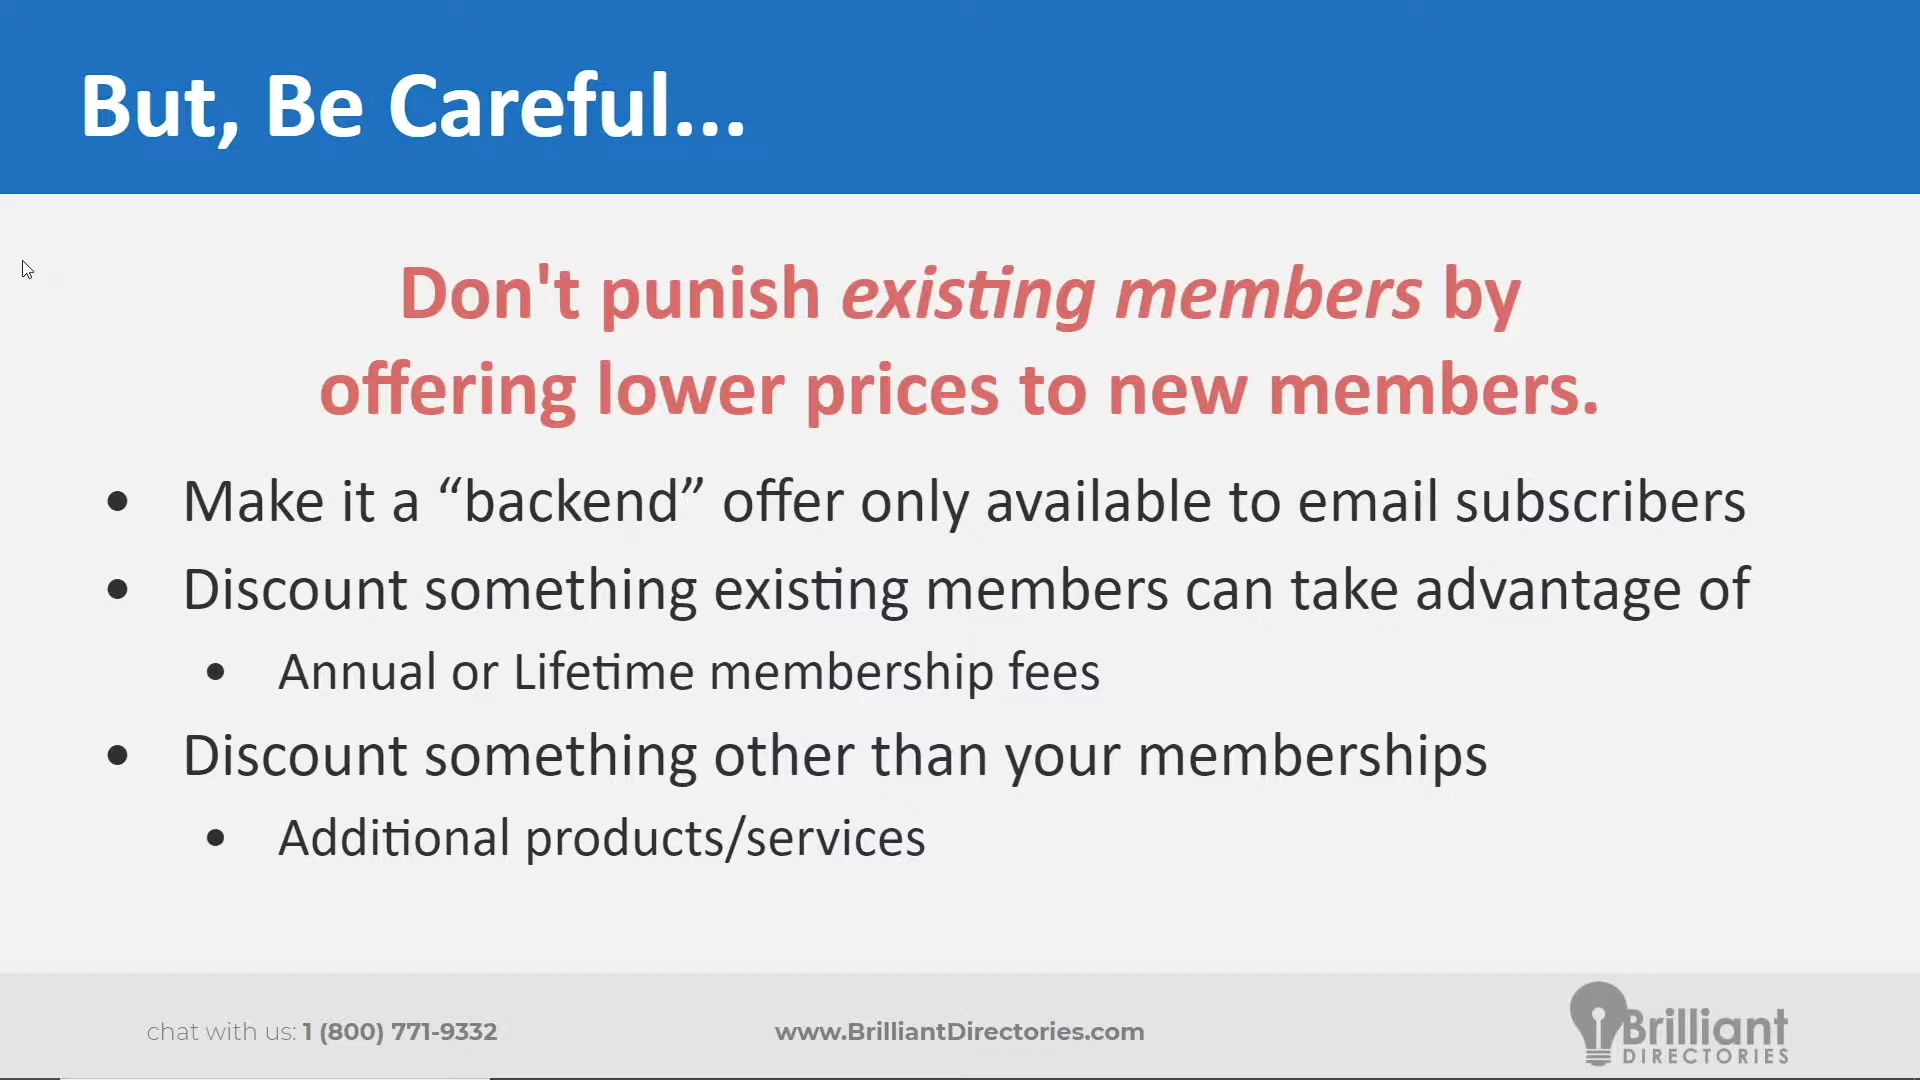 But, Be Careful...
Don't punish existing members by
offering lower prices to new members.
• Make it a “backend” offer only available to email subscribers
• Discount something existing members can take advantage of
• Annual or Lifetime membership fees
• Discount something other than your memberships
• Additional products/services
chat with us: 1 (800) 771-9332
www.BrilliantDirectories.com
Brilliant
DIRECTORIES